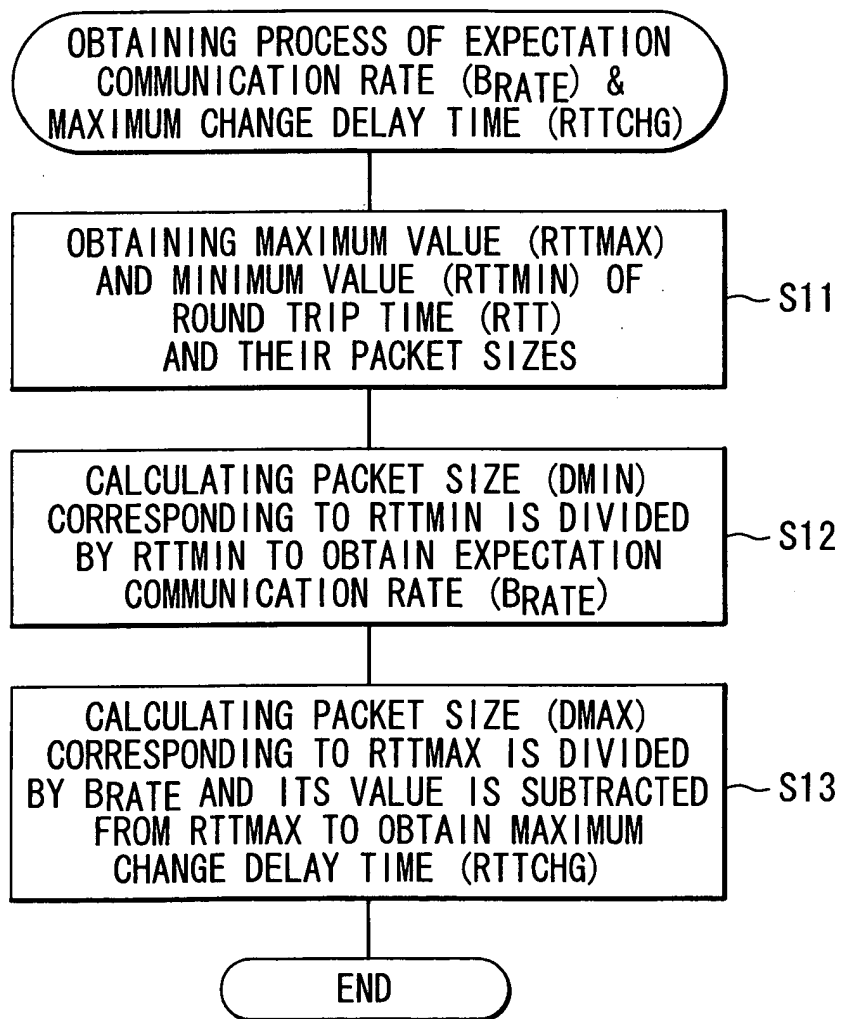 OBTAINING PROCESS OF EXPECTATION
COMMUNICATION RATE (BRATE) &
MAXIMUM CHANGE DELAY TIME (RTTCHG)
OBTAINING MAXIMUM VALUE (RTTMAX)
AND MINIMUM VALUE (RTTMIN) OF
ROUND TRIP TIME (RTT)
AND THEIR PACKET SIZES
S11
CALCULATING PACKET SIZE (DMIN)
CORRESPONDING TO RTTMIN IS DIVIDED
BY RTTMIN TO OBTAIN EXPECTATION
COMMUNICATION RATE (BRATE)
S12
CALCULATING PACKET SIZE (DMAX)
CORRESPONDING TO RTTMAX IS DIVIDED
BY BRATE AND ITS VALUE IS SUBTRACTED
FROM RTTMAX TO OBTAIN MAXIMUM
CHANGE DELAY TIME (RTTCHG)
S13
END